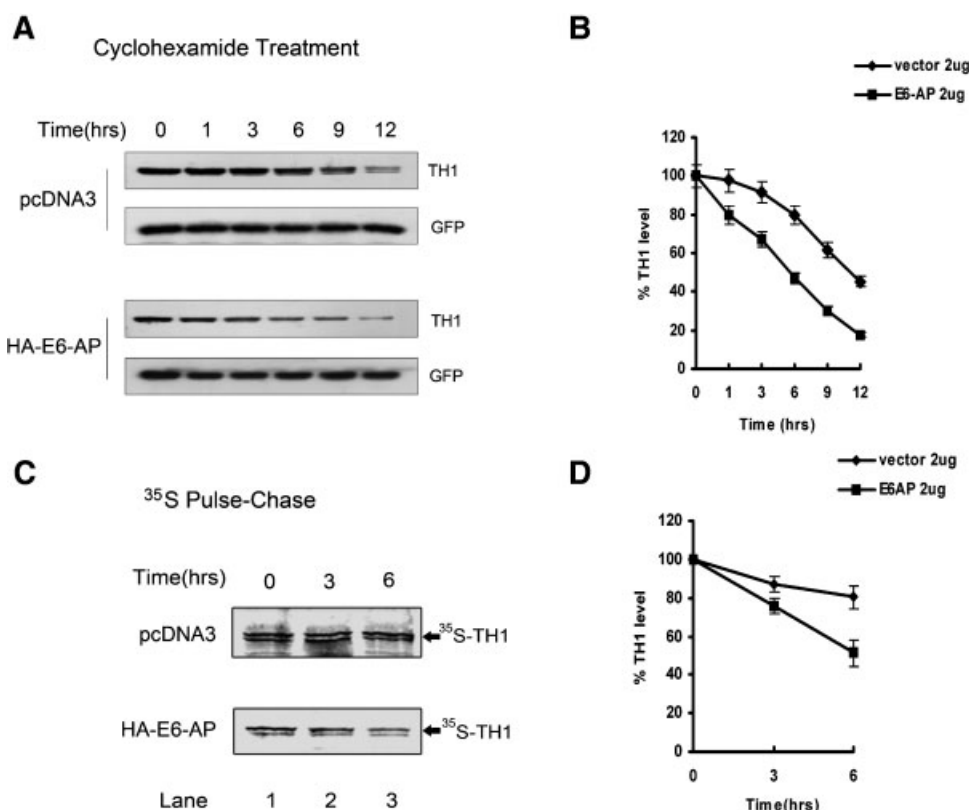 A
Cyclohexamide Treatment
Time(hrs) 0 1 3 6 9 12
pcDNA3
TH1
GFP
HA-E6-AP
TH1
GFP
B
vector 2ug
E6-AP 2ug
120
100
80
60
40
20
0
% TH1 level
0 1 3 6 9 12
Time (hrs)
C
35S Pulse-Chase
Time(hrs) 0 3 6
pcDNA3
35S-TH1
HA-E6-AP
35S-TH1
Lane 1 2 3
D
vector 2ug
E6AP 2ug
120
100
80
60
40
20
0
% TH1 level
0 3 6
Time(hrs)